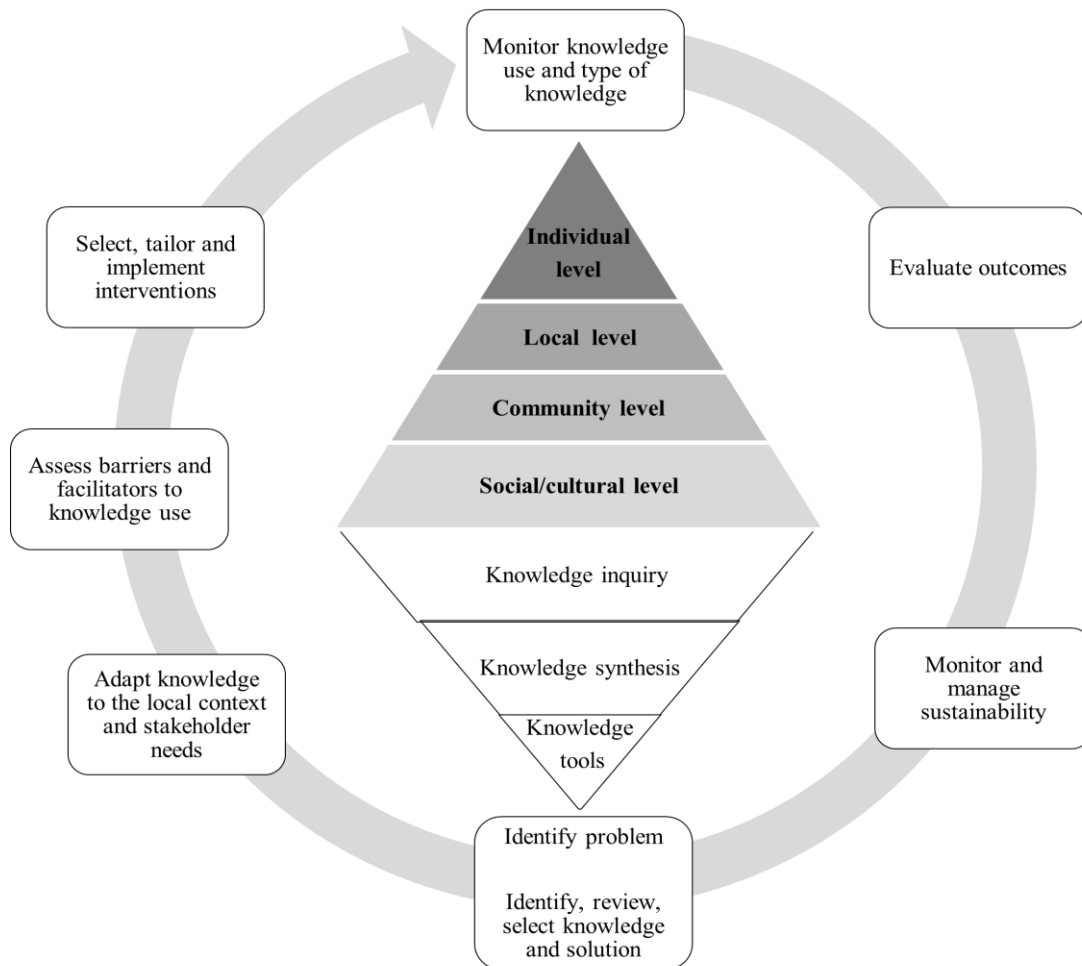 Monitor knowledge
use and type of
knowledge
Select, tailor and
implement
interventions
Individual
level
Evaluate outcomes
Local level
Community level
Assess barriers and
facilitators to
knowledge use
Social/cultural level
Knowledge inquiry
Adapt knowledge
to the local context
and stakeholder
needs
Knowledge synthesis
Monitor and
manage
sustainability
Knowledge
tools
Identify problem
Identify, review,
select knowledge
and solution